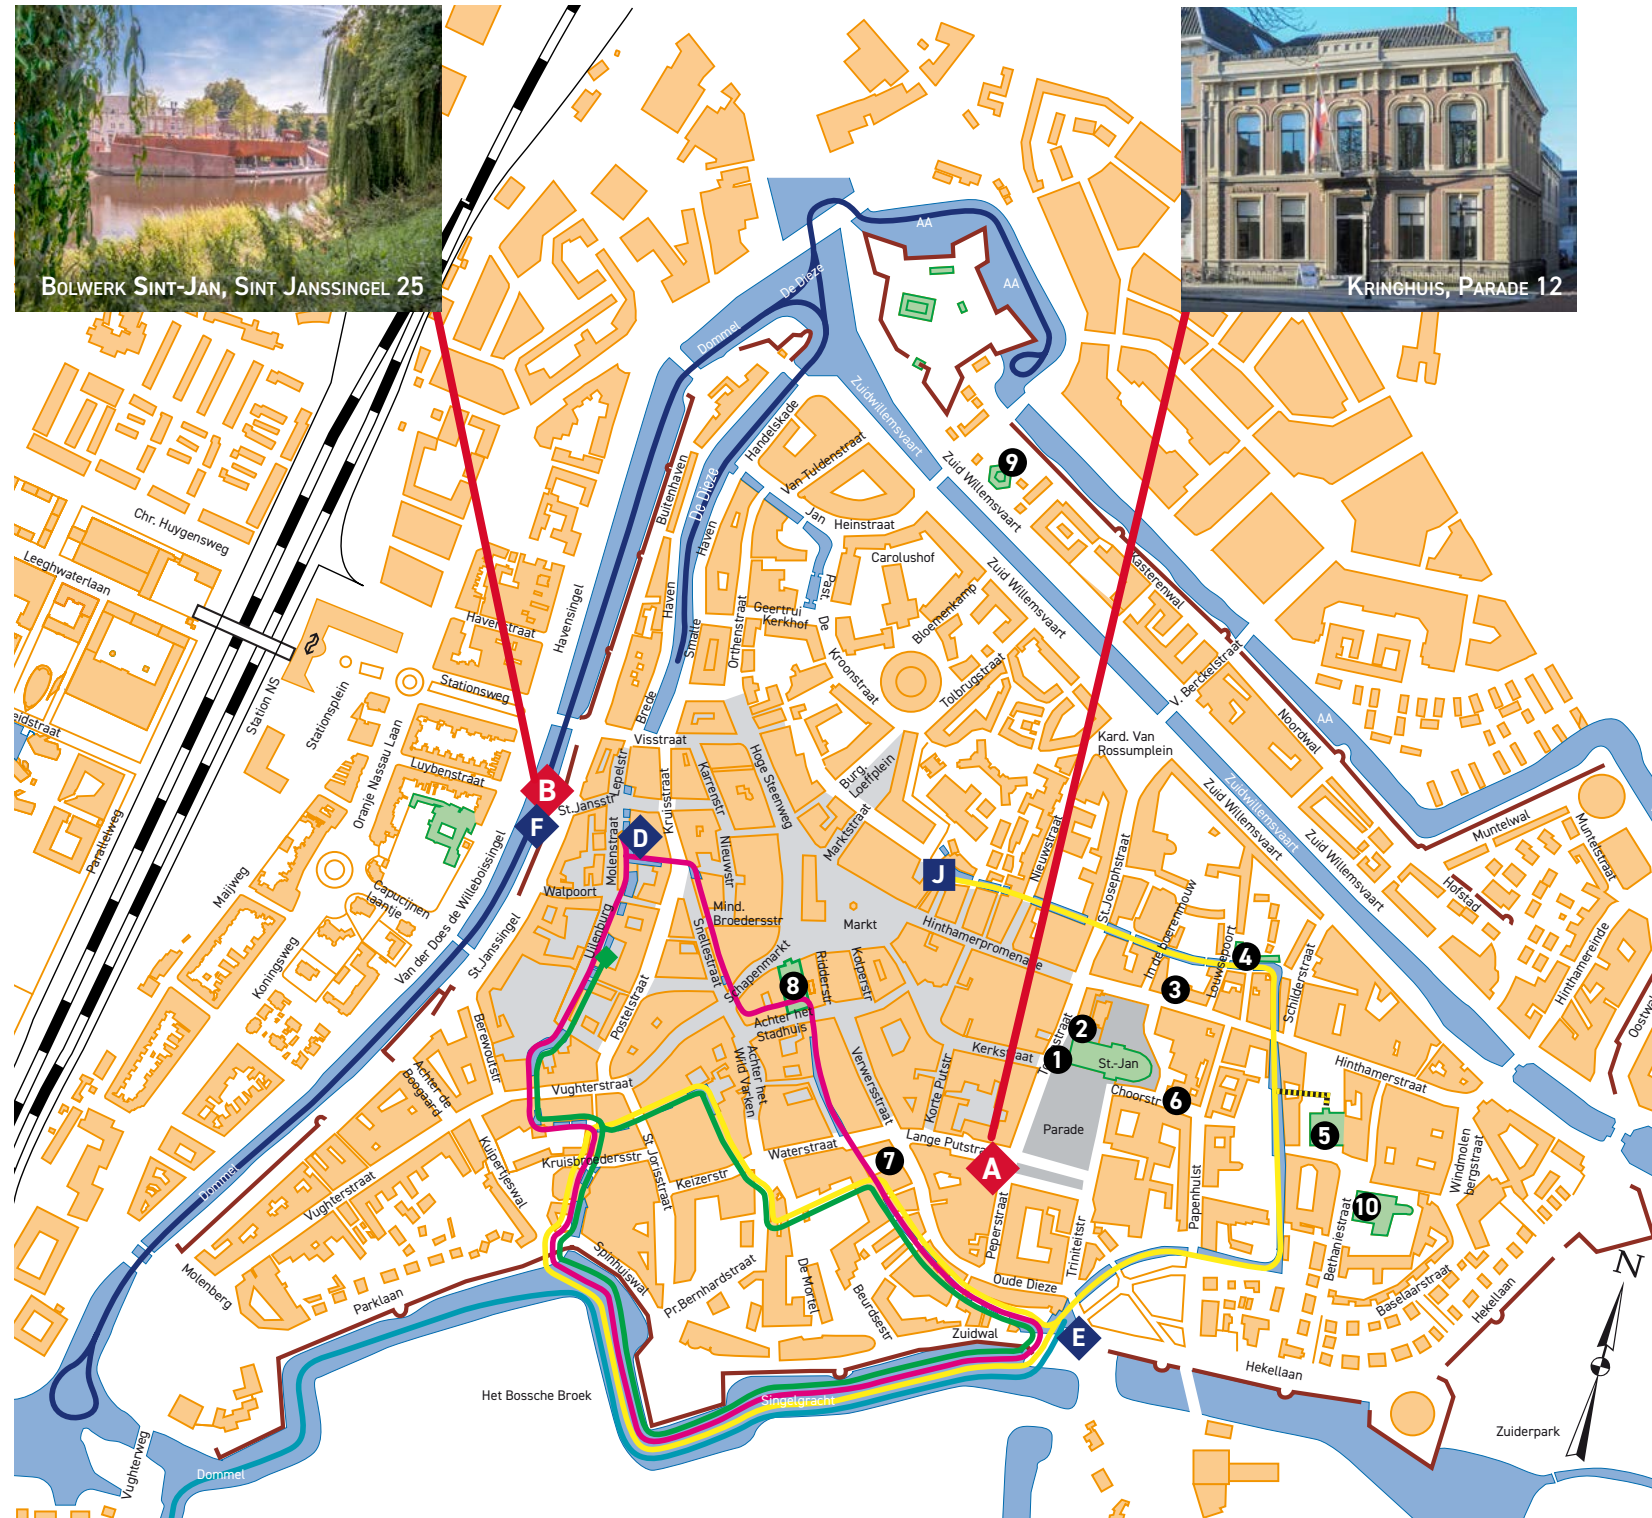 BOLWERK SINT-JAN, SINT JANSSINGEL 25
KRINGHUIS, PARADE 12
AA
AA
De Dieze
Dommel
Zuidwillemsvaart
Handelskade
Van Tuldenstraat
Zuid Willemsvaart
9
Buitenhaven
De Dieze
Haven
Jan
Heinstraat
Carolushof
Past.
De
Zuid Willemsvaart
Kasterenwal
Chr. Huygensweg
Leeghwaterlaan
Havensingel
Havenstraat
Haven
Smalle
Orthenstraat
Geertrui
Kerkhof
Bloemenkamp
Kroonstraat
Tolbrugstraat
V. Berckelstraat
Noordwal
AA
Station NS
Stationsplein
Stationsweg
Brede
Visstraat
Kard. Van
Rossumplein
Oranje Nassau Laan
Luybenstraat
B
F
St.Jansstr
Lepelstr
Kruisstraat
Karrenstr
Hoge Steenweg
Burg.
Loeffplein
Marktstraat
Zuidwillemsvaart
Zuid Willemsvaart
Zuid Willemsvaart
Muntelwal
Muntelstraat
Parallelweg
D
Molenstraat
Nieuwstr
J
Nieuwstraat
St.Josephstraat
Hofstad
Majweg
Capucijnen
laantje
Van der Does de Willeboissingel
Walpoort
Mind.
Broedersstr
Markt
Hinthamerpromenade
In de Boerenmouw
Louwsepoort
4
Schilderstraat
Hinthamereinde
Koningsweg
St.Janssingel
Uilenburg
Snellestraat
Schapenmarkt
8
Ridderstr
Kolperstr
3
Postelstraat
Achter het
Stadhuis
2
1
St.-Jan
Kerkstraat
Berewoutstr
Achter de
Boogaard
Vughterstraat
Achter het
Wild Varken
Verwersstraat
Korte Putstr
Choorstr
6
Hinthamerstraat
5
Parade
Lange Putstraat
A
7
Waterstraat
Kruisbroedersstr
St.Jorisstraat
Keizerstr
Kuipertjeswal
Vughterstraat
Dommel
Windmolen
bergstraat
10
Papenhulst
Bethaniestraat
Peperstraat
Triniteitstr
Oude Dieze
Molenberg
Parklaan
Spinhuiswal
Pr.Bernhardstraat
De Mortel
Beurdsestr
Zuidwal
E
Baselaarstraat
Hekellaan
N
Hekellaan
Het Bossche Broek
Singelgracht
Zuiderpark
Vughterweg
Dommel